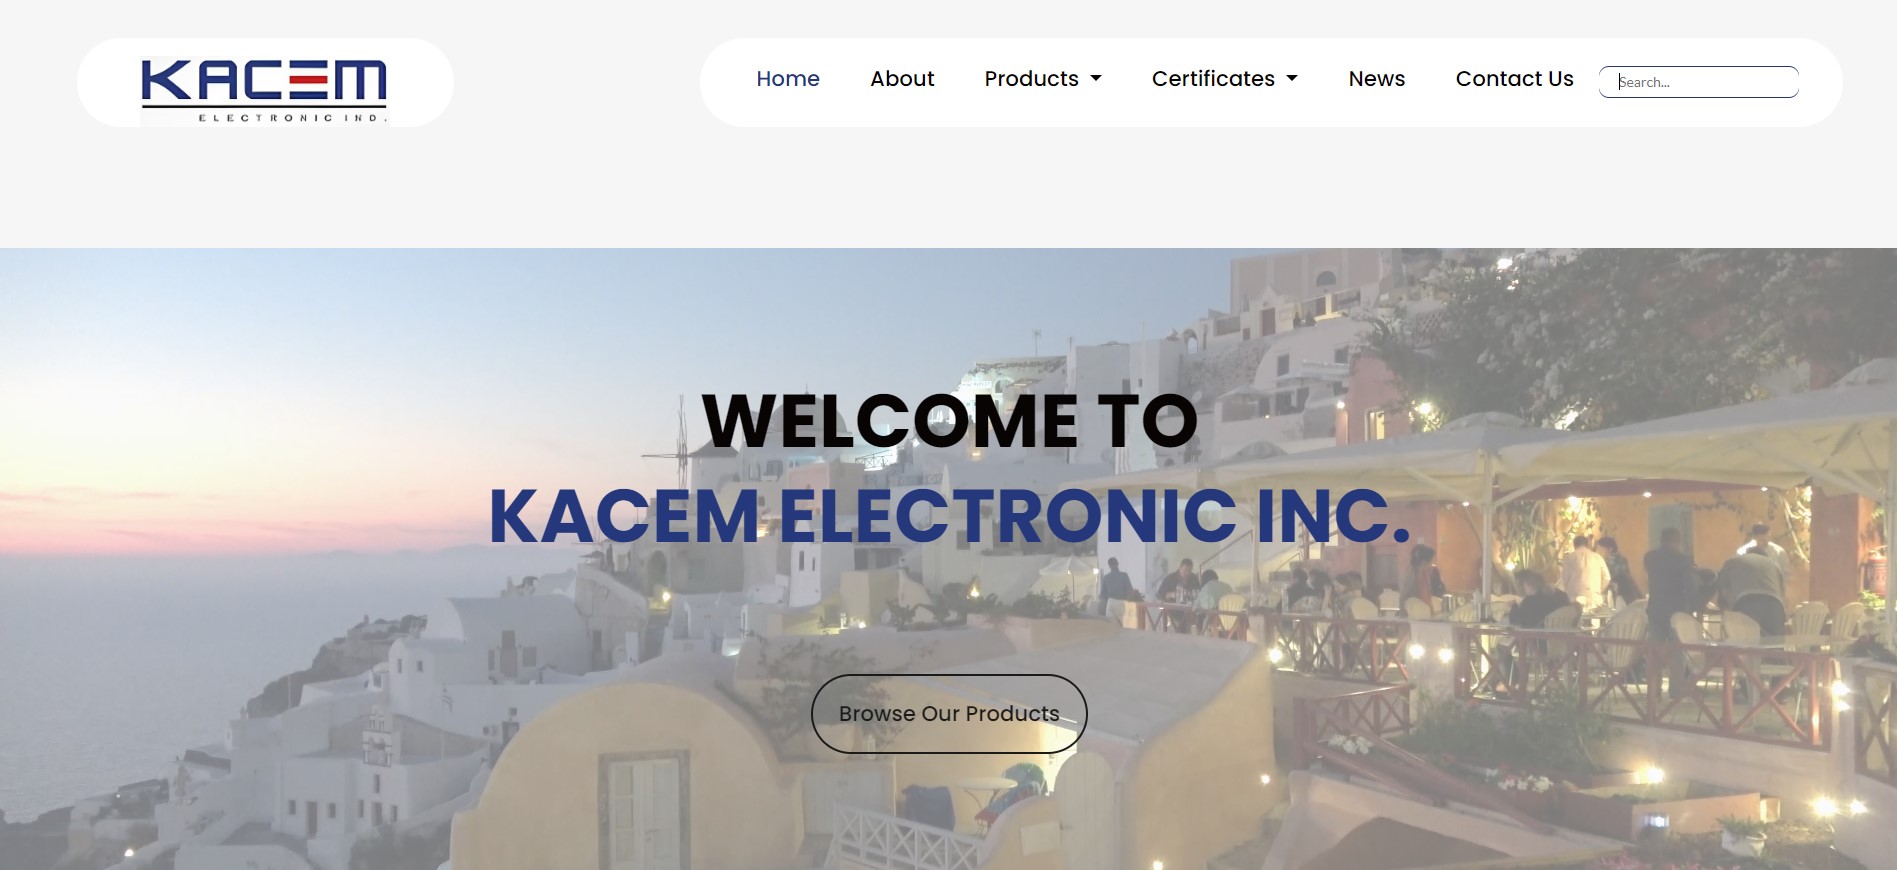 KACEM
ELECTRONIC IND.
Home About Products Certificates News Contact Us Search...
WELCOME TO
KACEM ELECTRONIC INC.
Browse Our Products